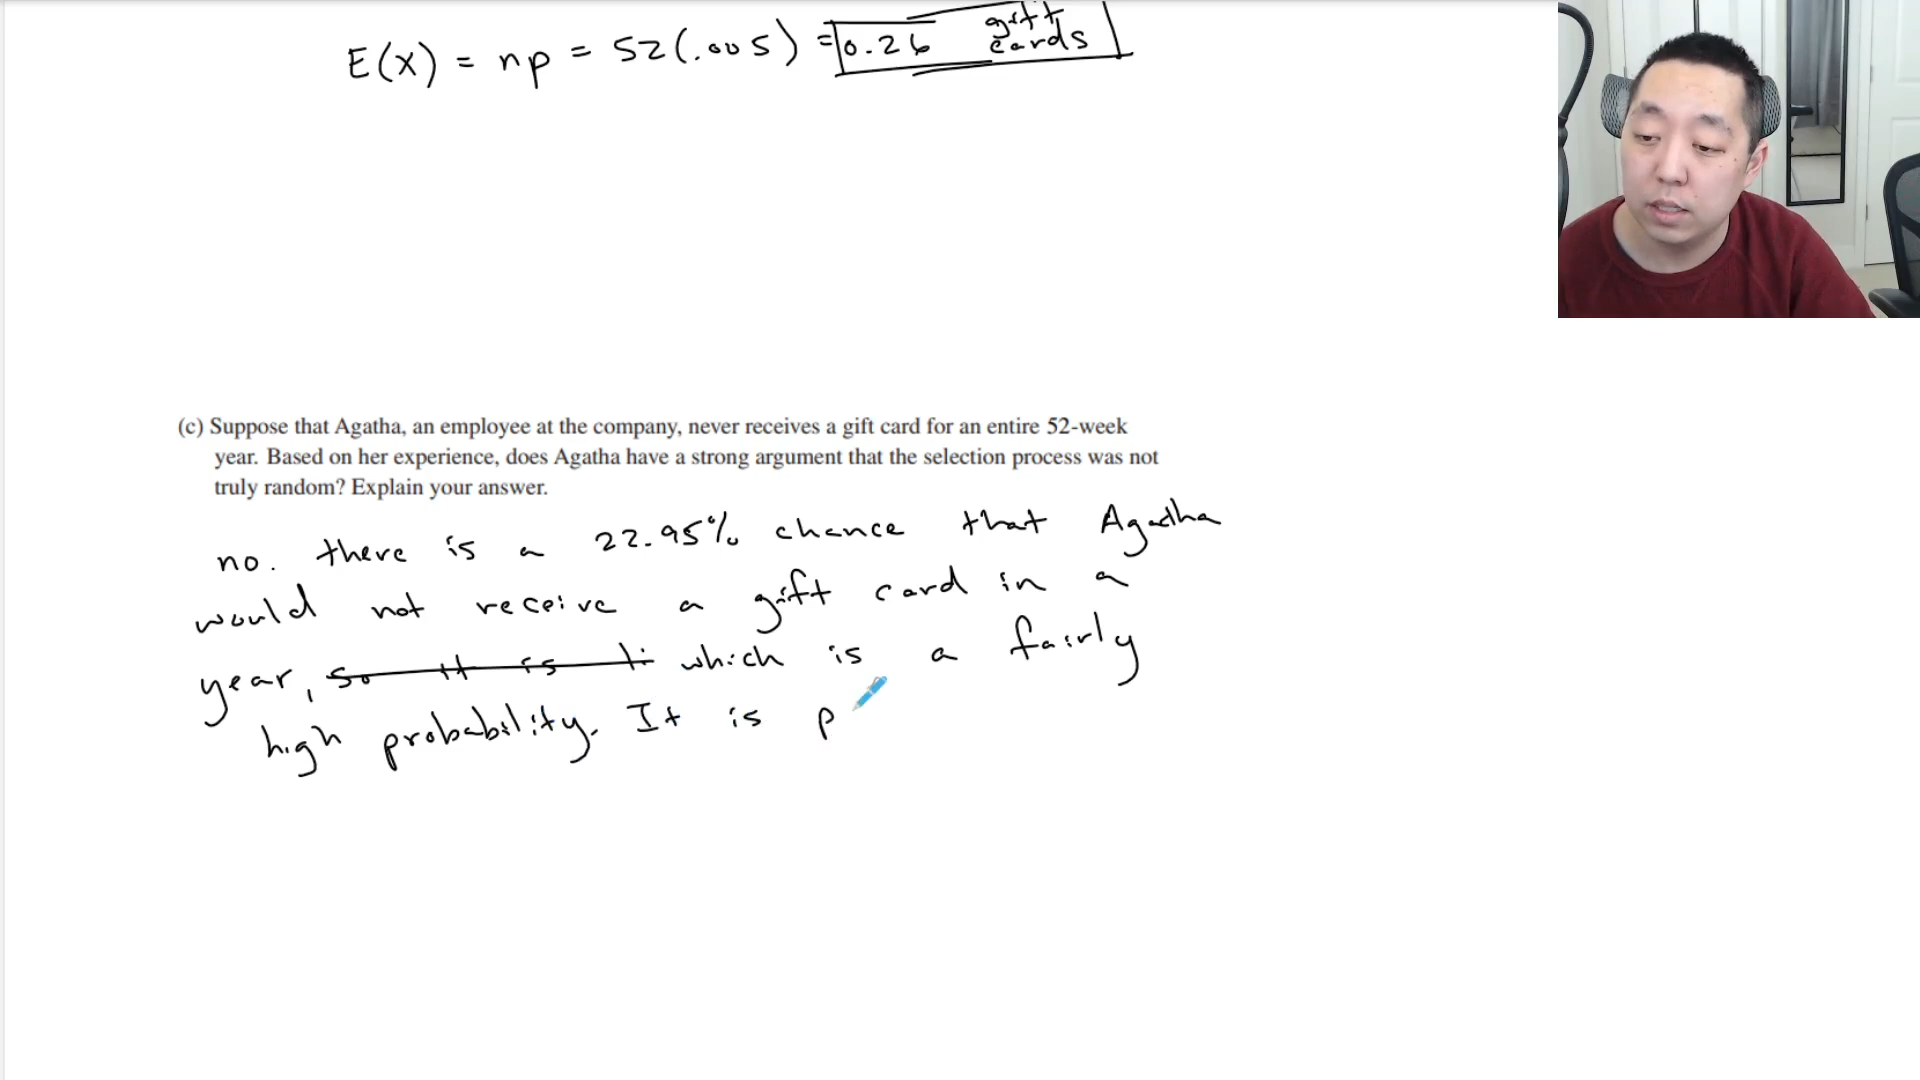 gift
E(x) = np = 52(.005) = 0.26 cards
(c) Suppose that Agatha, an employee at the company, never receives a gift card for an entire 52-week
year. Based on her experience, does Agatha have a strong argument that the selection process was not
truly random? Explain your answer.
no. there is a 22.95% chance that Agatha
would not receive a gift card in a
year, so it is li which is a fairly
high probability. It is p